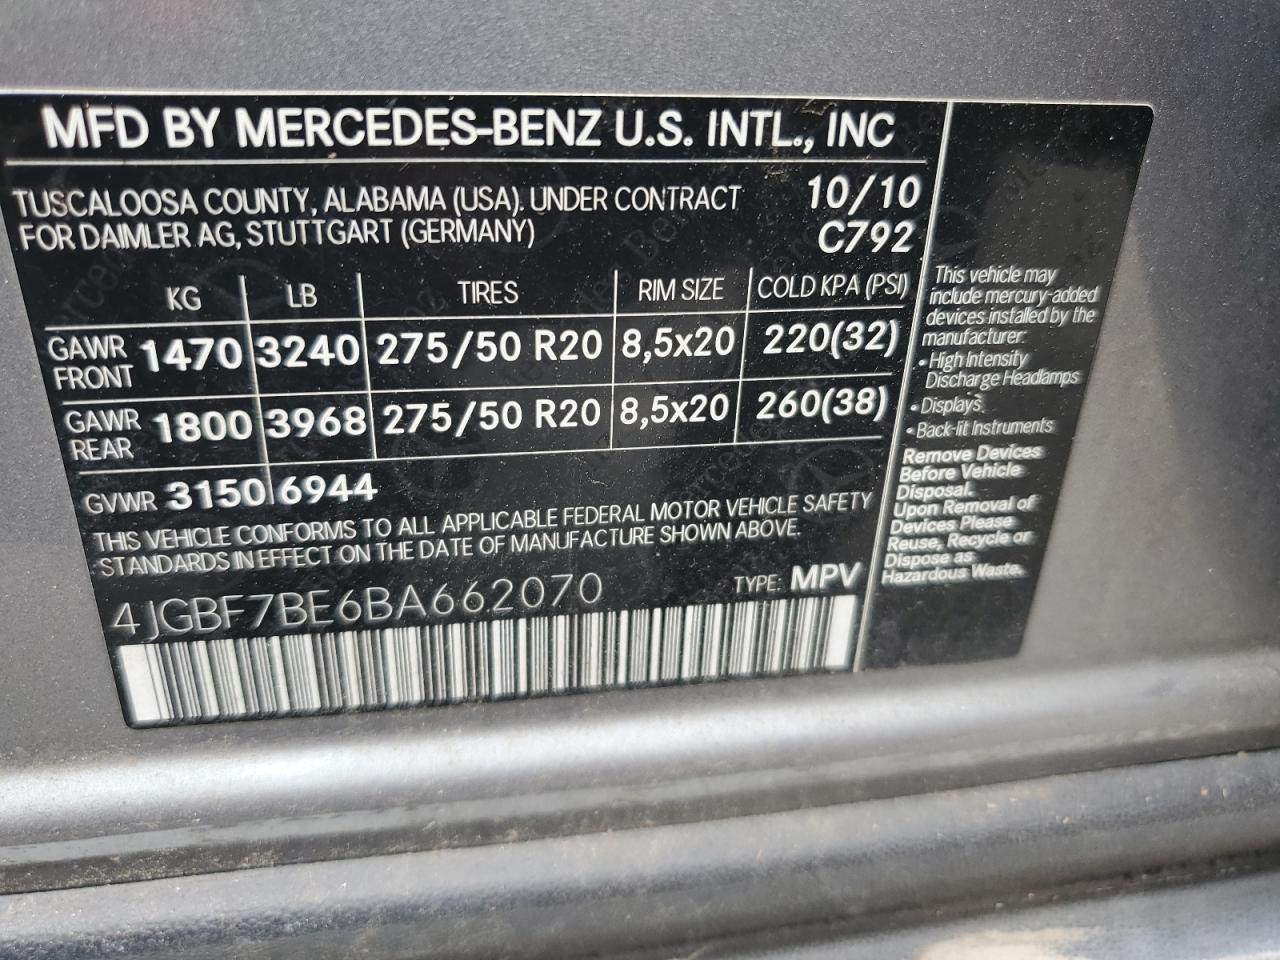 MFD BY MERCEDES-BENZ U.S. INTL., INC
TUSCALOOSA COUNTY, ALABAMA (USA). UNDER CONTRACT 10/10
FOR DAIMLER AG, STUTTGART (GERMANY) C792
KG LB TIRES RIM SIZE COLD KPA (PSI)
GAWR FRONT 1470 3240 275/50 R20 8,5x20 220(32)
GAWR REAR 1800 3968 275/50 R20 8,5x20 260(38)
GVWR 3150 6944
THIS VEHICLE CONFORMS TO ALL APPLICABLE FEDERAL MOTOR VEHICLE SAFETY
STANDARDS IN EFFECT ON THE DATE OF MANUFACTURE SHOWN ABOVE.
4JGBF7BE6BA662070 TYPE: MPV
This vehicle may
include mercury-added
devices installed by the
manufacturer:
• High Intensity
Discharge Headlamps
• Displays
• Back-lit Instruments
Remove Devices
Before Vehicle
Disposal.
Upon Removal of
Devices Please
Reuse, Recycle or
Dispose as
Hazardous Waste.